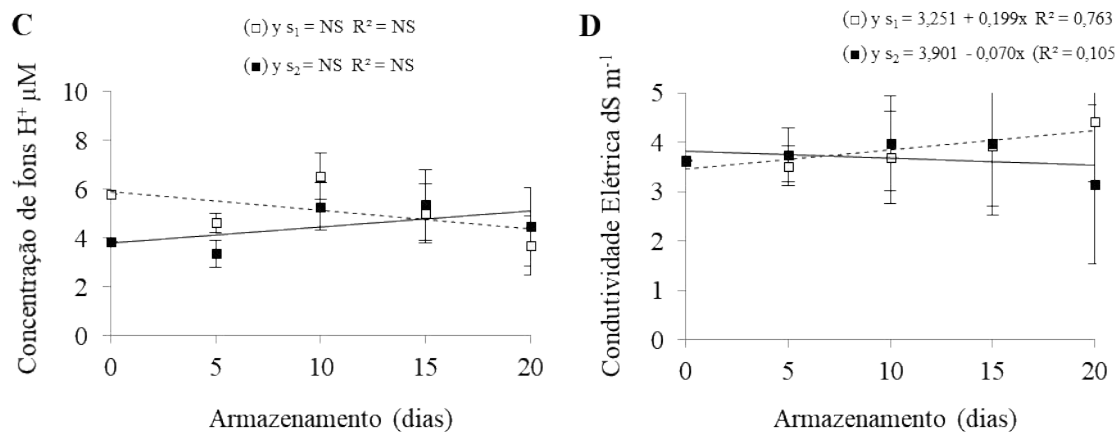 C
(□) y s₁ = NS R² = NS
(■) y s₂ = NS R² = NS
Concentração de Íons H⁺ µM
10
8
6
4
2
0
0 5 10 15 20
Armazenamento (dias)
D
(□) y s₁ = 3,251 + 0,199x R² = 0,763
(■) y s₂ = 3,901 - 0,070x (R² = 0,105
Condutividade Elétrica dS m⁻¹
5
4
3
2
1
0
0 5 10 15 20
Armazenamento (dias)